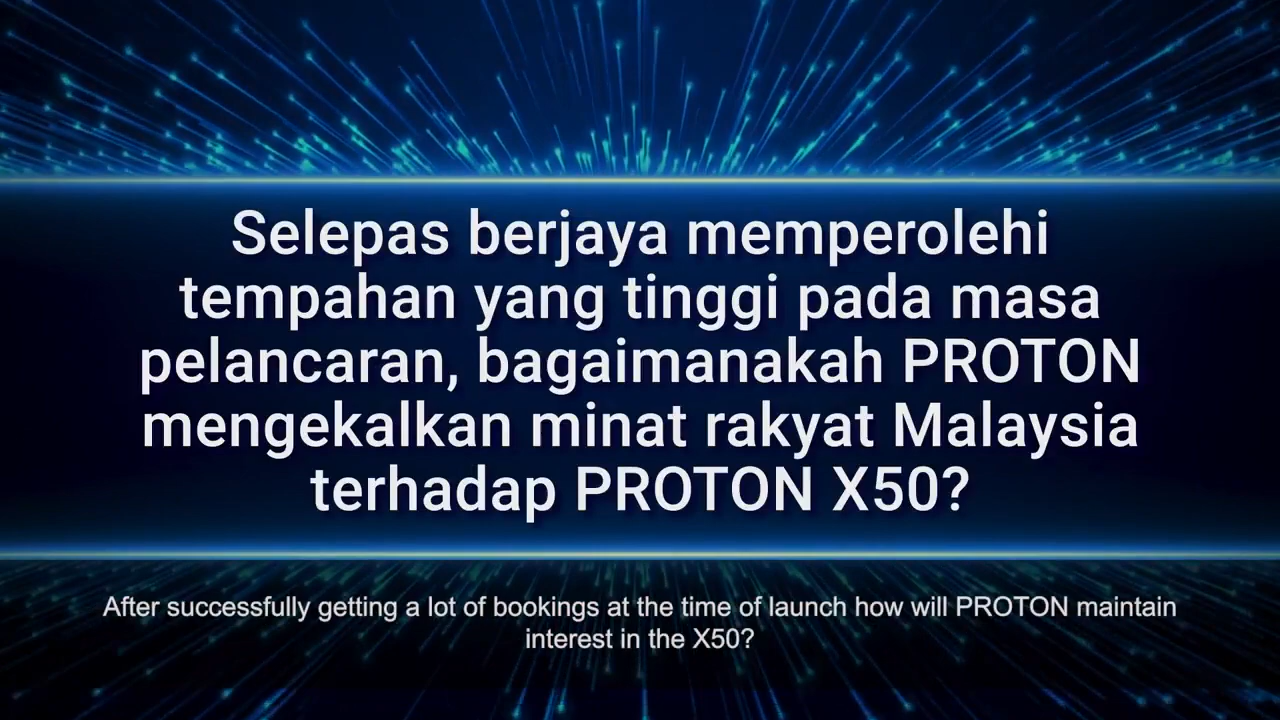 Selepas berjaya memperolehi
tempahan yang tinggi pada masa
pelancaran, bagaimanakah PROTON
mengekalkan minat rakyat Malaysia
terhadap PROTON X50?
After successfully getting a lot of bookings at the time of launch how will PROTON maintain
interest in the X50?